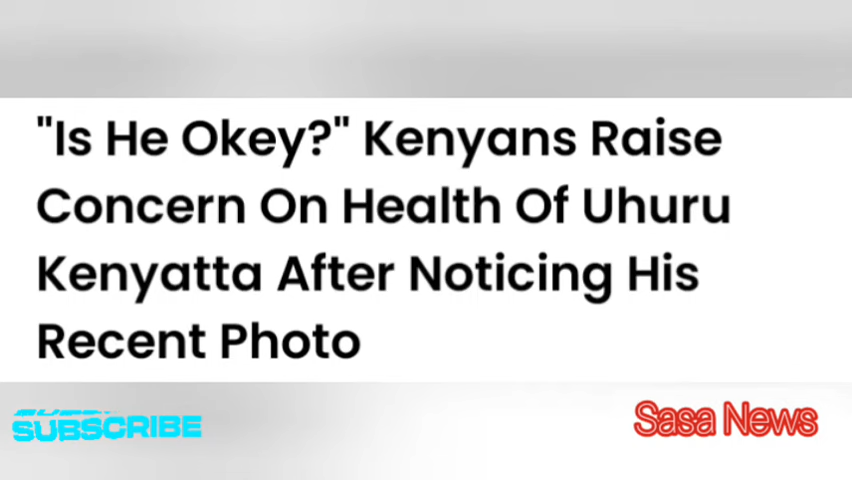 "Is He Okey?" Kenyans Raise
Concern On Health Of Uhuru
Kenyatta After Noticing His
Recent Photo
SUBSCRIBE
Sasa News